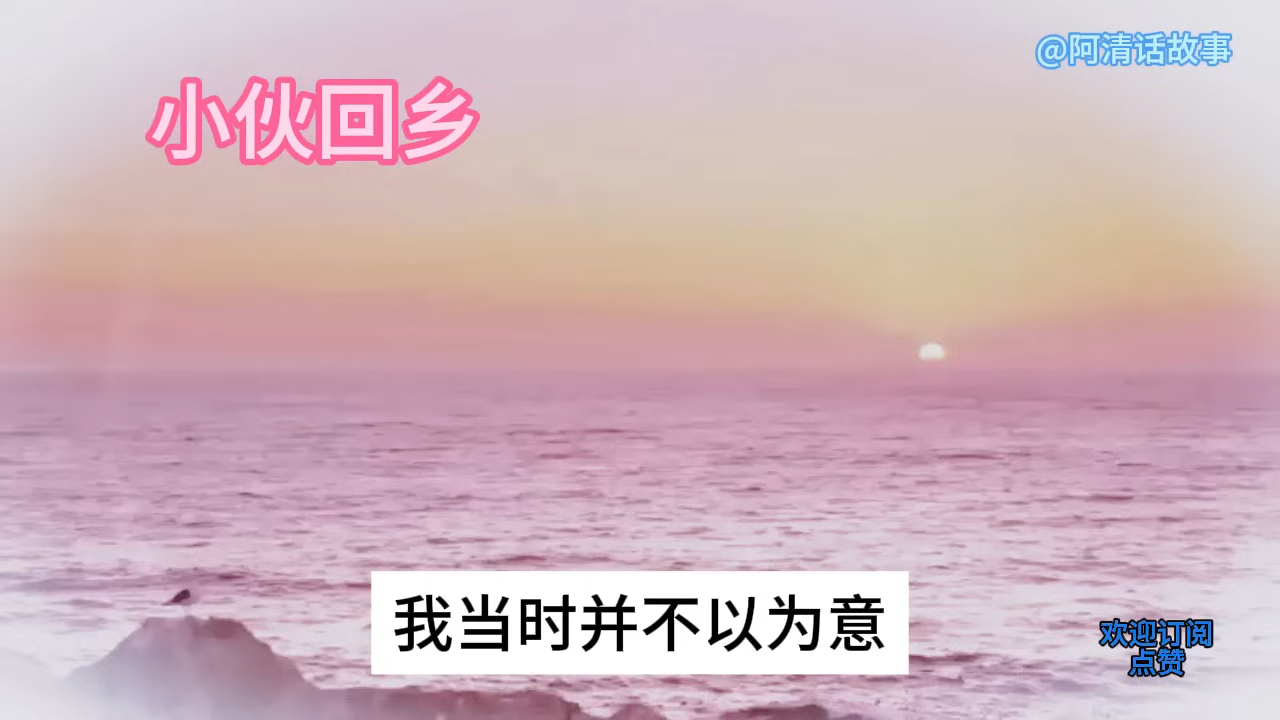 @阿清话故事
小伙回乡
我当时并不以为意
欢迎订阅
点赞